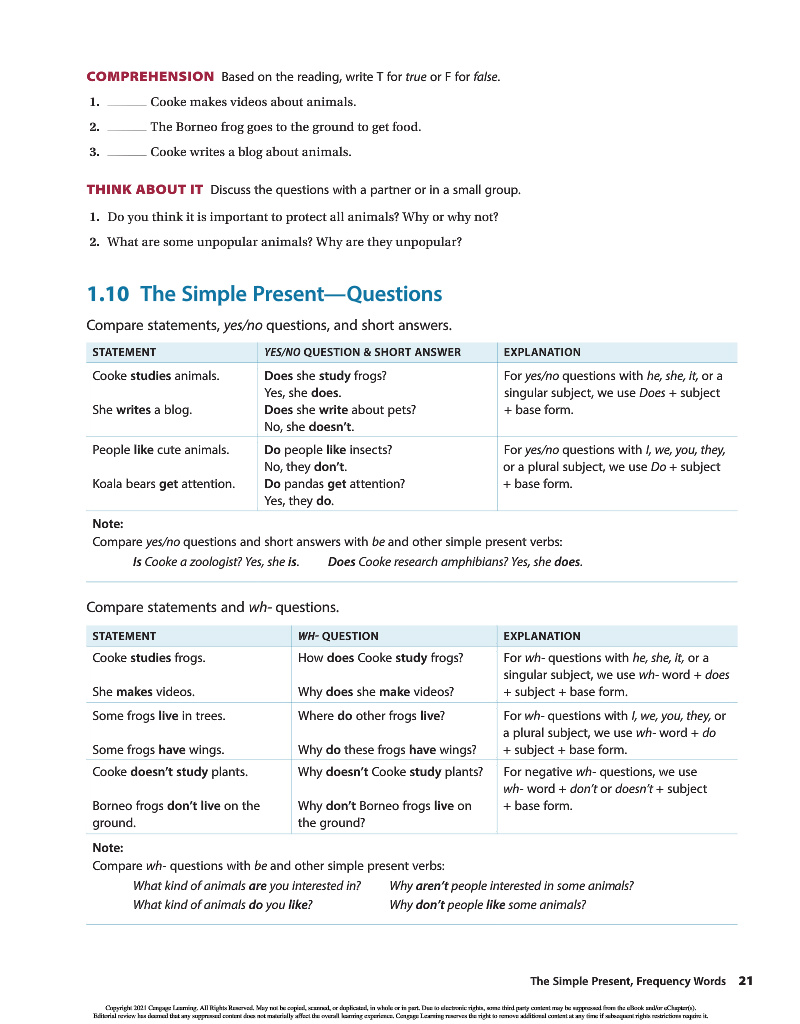 COMPREHENSION Based on the reading, write T for true or F for false.
1. ______ Cooke makes videos about animals.
2. ______ The Borneo frog goes to the ground to get food.
3. ______ Cooke writes a blog about animals.
THINK ABOUT IT Discuss the questions with a partner or in a small group.
1. Do you think it is important to protect all animals? Why or why not?
2. What are some unpopular animals? Why are they unpopular?
1.10 The Simple Present—Questions
Compare statements, yes/no questions, and short answers.
STATEMENT
YES/NO QUESTION & SHORT ANSWER
EXPLANATION
Cooke studies animals.
She writes a blog.
Does she study frogs?
Yes, she does.
Does she write about pets?
No, she doesn't.
For yes/no questions with he, she, it, or a
singular subject, we use Does + subject
+ base form.
People like cute animals.
Koala bears get attention.
Do people like insects?
No, they don't.
Do pandas get attention?
Yes, they do.
For yes/no questions with I, we, you, they,
or a plural subject, we use Do + subject
+ base form.
Note:
Compare yes/no questions and short answers with be and other simple present verbs:
Is Cooke a zoologist? Yes, she is. Does Cooke research amphibians? Yes, she does.
Compare statements and wh- questions.
STATEMENT
WH- QUESTION
EXPLANATION
Cooke studies frogs.
She makes videos.
How does Cooke study frogs?
Why does she make videos?
For wh- questions with he, she, it, or a
singular subject, we use wh- word + does
+ subject + base form.
Some frogs live in trees.
Some frogs have wings.
Where do other frogs live?
Why do these frogs have wings?
For wh- questions with I, we, you, they, or
a plural subject, we use wh- word + do
+ subject + base form.
Cooke doesn't study plants.
Borneo frogs don't live on the
ground.
Why doesn't Cooke study plants?
Why don't Borneo frogs live on
the ground?
For negative wh- questions, we use
wh- word + don't or doesn't + subject
+ base form.
Note:
Compare wh- questions with be and other simple present verbs:
What kind of animals are you interested in? Why aren't people interested in some animals?
What kind of animals do you like? Why don't people like some animals?
The Simple Present, Frequency Words 21
Copyright 2021 Cengage Learning. All Rights Reserved. May not be copied, scanned, or duplicated, in whole or in part. Due to electronic rights, some third party content may be suppressed from the eBook and/or eChapter(s).
Editorial review has deemed that any suppressed content does not materially affect the overall learning experience. Cengage Learning reserves the right to remove additional content at any time if subsequent rights restrictions require it.